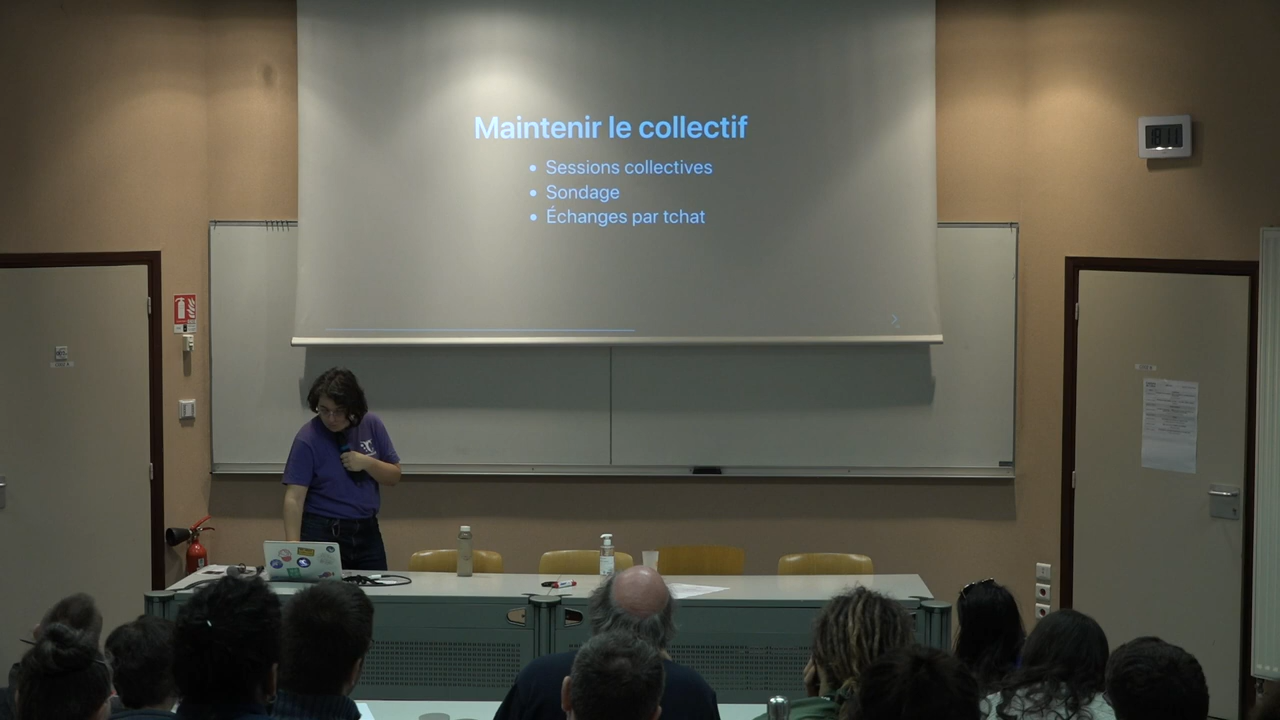 Maintenir le collectif
Sessions collectives
Sondage
Échanges par tchat